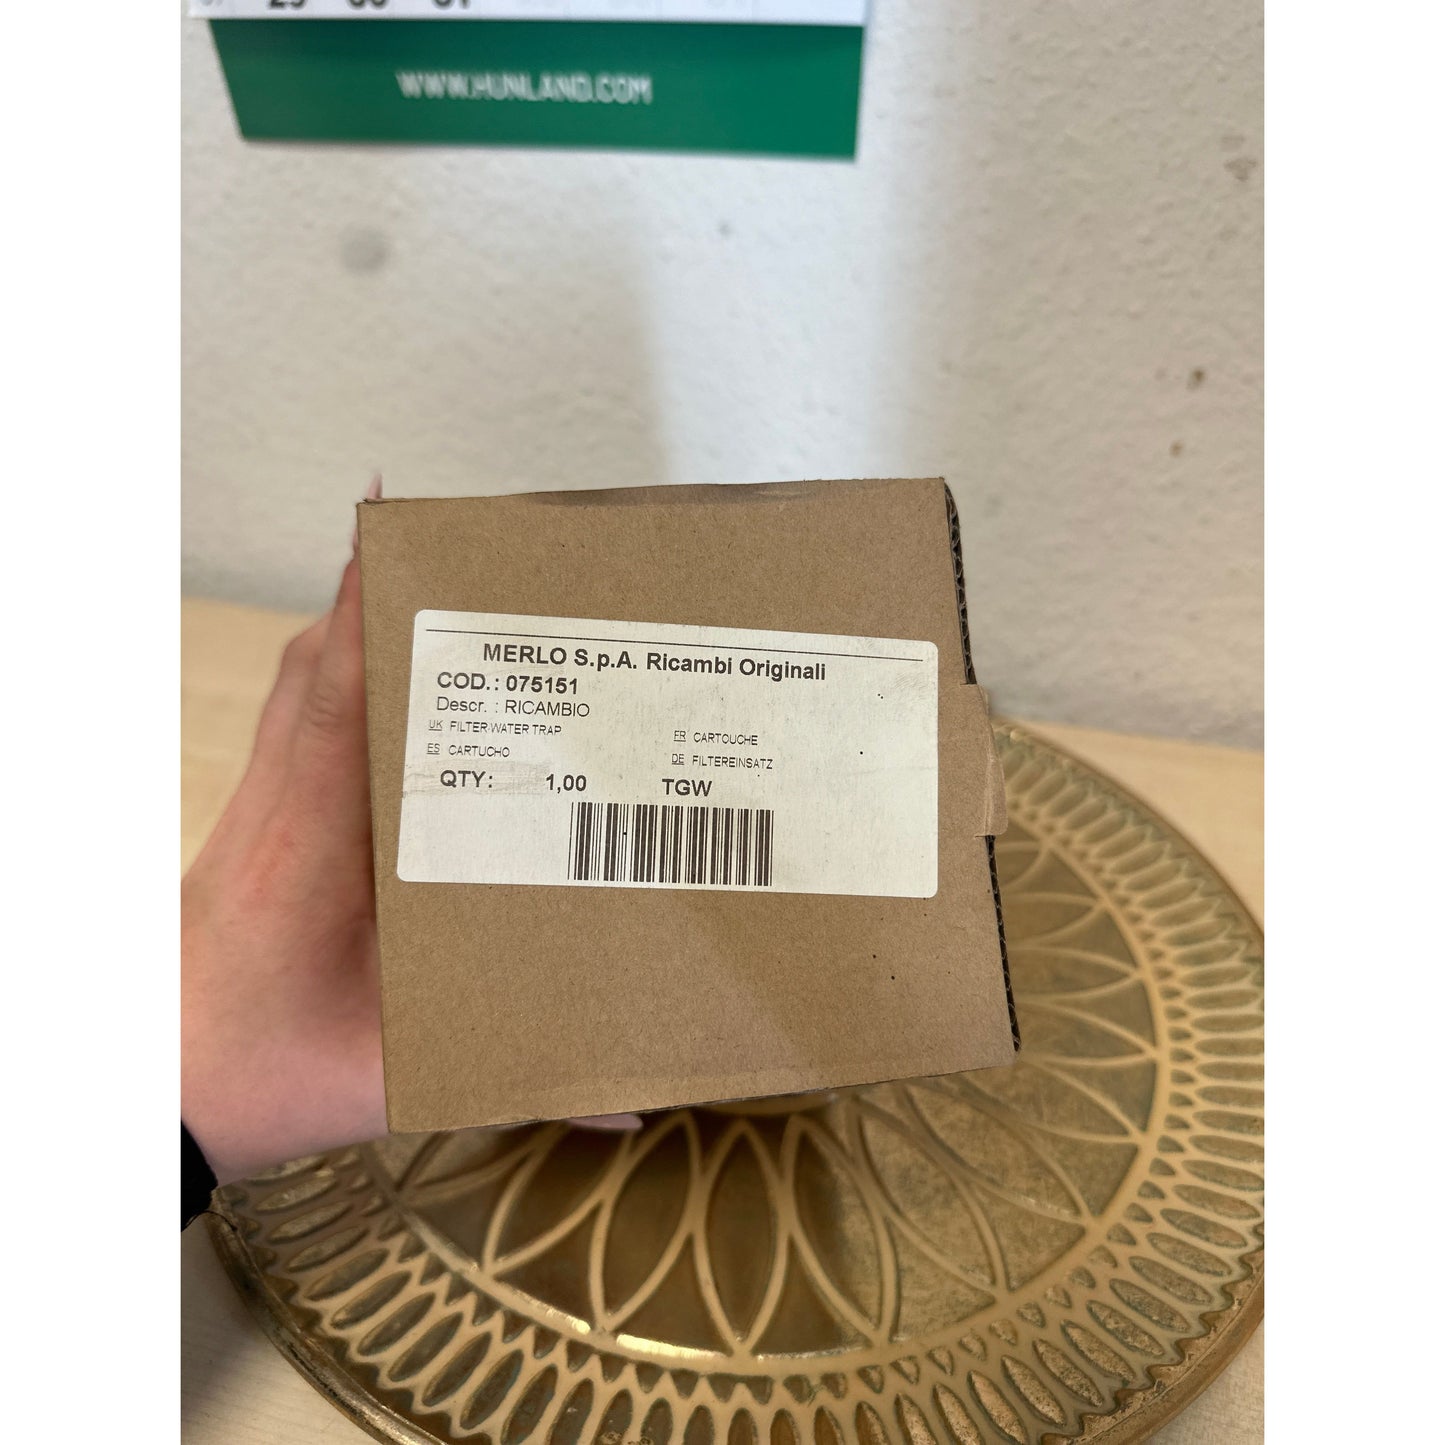 WWW.HUNLAND.COM
MERLO S.p.A. Ricambi Originali
COD.: 075151
Descr. : RICAMBIO
UK FILTER-WATER TRAP
FR CARTOUCHE
ES CARTUCHO
DE FILTEREINSATZ
QTY: 1,00 TGW